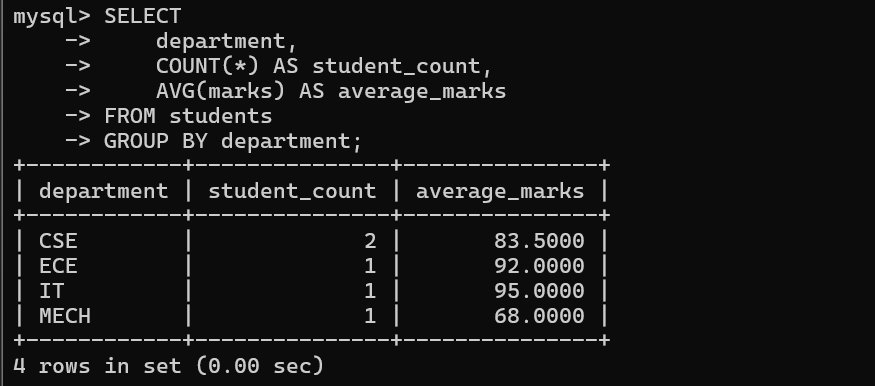 mysql> SELECT
    ->     department,
    ->     COUNT(*) AS student_count,
    ->     AVG(marks) AS average_marks
    -> FROM students
    -> GROUP BY department;
+------------+---------------+---------------+
| department | student_count | average_marks |
+------------+---------------+---------------+
| CSE        |             2 |       83.5000 |
| ECE        |             1 |       92.0000 |
| IT         |             1 |       95.0000 |
| MECH       |             1 |       68.0000 |
+------------+---------------+---------------+
4 rows in set (0.00 sec)